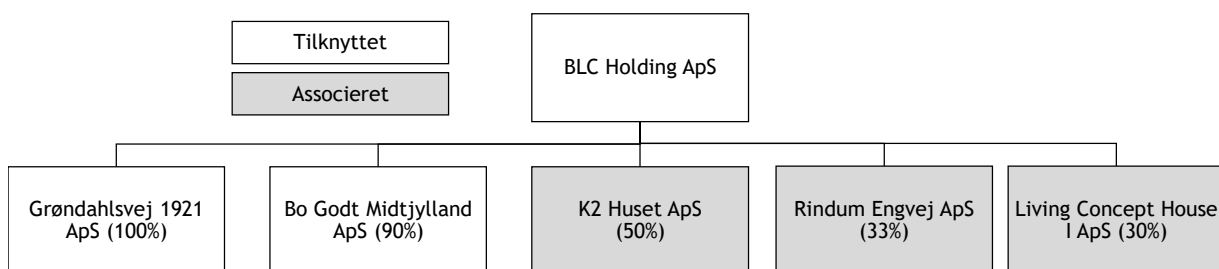 Tilknyttet
Associeret
BLC Holding ApS
Grøndahlsvej 1921
ApS (100%)
Bo Godt Midtjylland
ApS (90%)
K2 Huset ApS
(50%)
Rindum Engvej ApS
(33%)
Living Concept House
I ApS (30%)